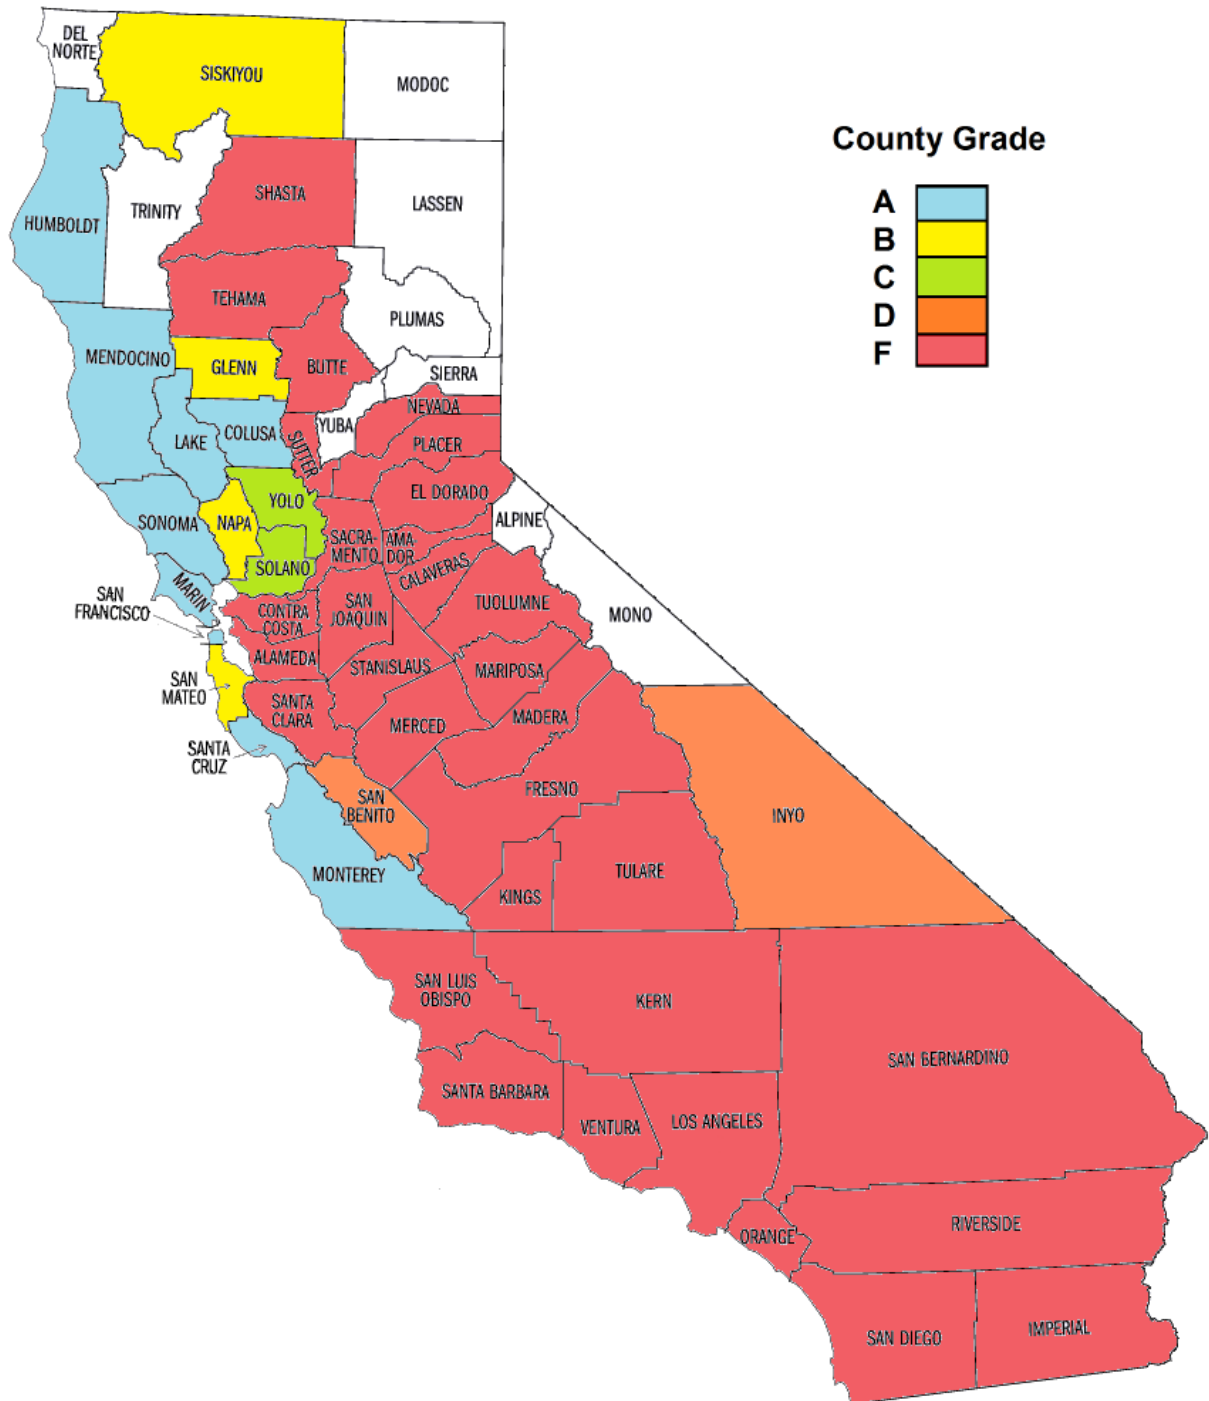 DEL
NORTE
SISKIYOU
MODOC
County Grade
A
B
C
D
F
SHASTA
LASSEN
TRINITY
HUMBOLDT
TEHAMA
PLUMAS
MENDOCINO
GLENN
BUTTE
SIERRA
NEVADA
YUBA
SUTTER
COLUSA
LAKE
PLACER
EL DORADO
YOLO
NAPA
SONOMA
ALPINE
SACRA-
MENTO
AMA-
DOR
SOLANO
CALAVERAS
MARIN
SAN
FRANCISCO
CONTRA
COSTA
SAN
JOAQUIN
TUOLUMNE
MONO
ALAMEDA
STANISLAUS
MARIPOSA
SAN
MATEO
SANTA
CLARA
MERCED
MADERA
SANTA
CRUZ
FRESNO
SAN
BENITO
INYO
MONTEREY
KINGS
TULARE
SAN LUIS
OBISPO
KERN
SAN BERNARDINO
SANTA BARBARA
VENTURA
LOS ANGELES
ORANGE
RIVERSIDE
SAN DIEGO
IMPERIAL